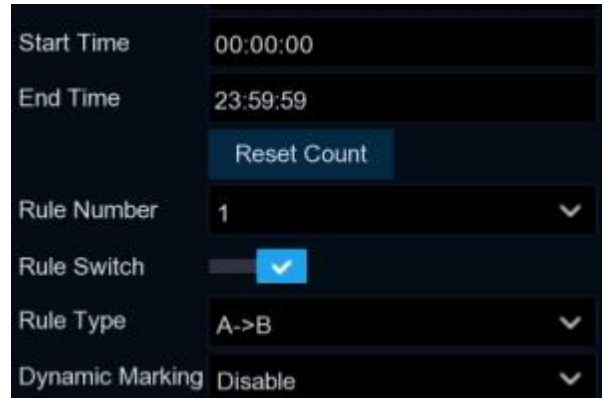 Start Time 00:00:00
End Time 23:59:59
Reset Count
Rule Number 1
Rule Switch
Rule Type A->B
Dynamic Marking Disable